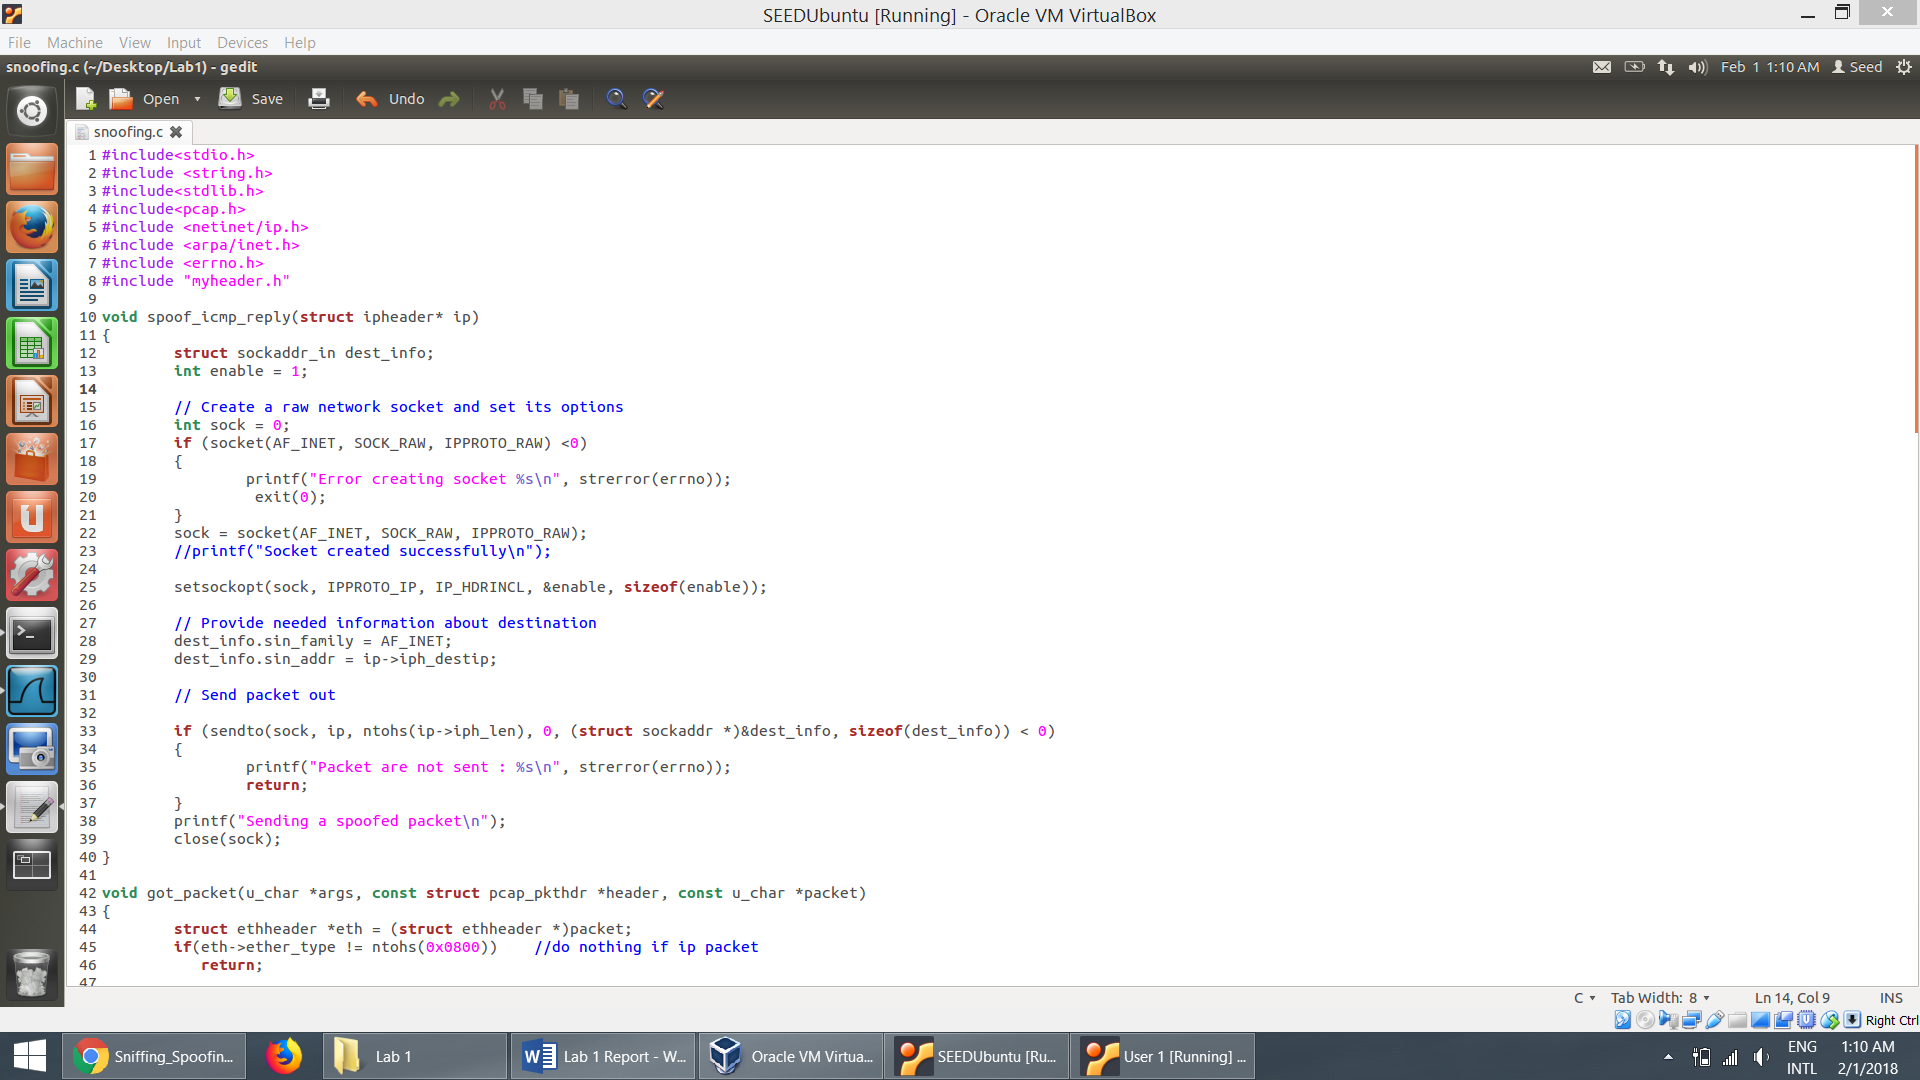 SEEDUbuntu [Running] - Oracle VM VirtualBox
File Machine View Input Devices Help
snoofing.c (~/Desktop/Lab1) - gedit
Feb 1 1:10 AM Seed
Open Save Undo
snoofing.c
1 #include<stdio.h>
2 #include <string.h>
3 #include<stdlib.h>
4 #include<pcap.h>
5 #include <netinet/ip.h>
6 #include <arpa/inet.h>
7 #include <errno.h>
8 #include "myheader.h"
9
10 void spoof_icmp_reply(struct ipheader* ip)
11 {
12 struct sockaddr_in dest_info;
13 int enable = 1;
14
15 // Create a raw network socket and set its options
16 int sock = 0;
17 if (socket(AF_INET, SOCK_RAW, IPPROTO_RAW) <0)
18 {
19 printf("Error creating socket %s\n", strerror(errno));
20 exit(0);
21 }
22 sock = socket(AF_INET, SOCK_RAW, IPPROTO_RAW);
23 //printf("Socket created successfully\n");
24
25 setsockopt(sock, IPPROTO_IP, IP_HDRINCL, &enable, sizeof(enable));
26
27 // Provide needed information about destination
28 dest_info.sin_family = AF_INET;
29 dest_info.sin_addr = ip->iph_destip;
30
31 // Send packet out
32
33 if (sendto(sock, ip, ntohs(ip->iph_len), 0, (struct sockaddr *)&dest_info, sizeof(dest_info)) < 0)
34 {
35 printf("Packet are not sent : %s\n", strerror(errno));
36 return;
37 }
38 printf("Sending a spoofed packet\n");
39 close(sock);
40 }
41
42 void got_packet(u_char *args, const struct pcap_pkthdr *header, const u_char *packet)
43 {
44 struct ethheader *eth = (struct ethheader *)packet;
45 if(eth->ether_type != ntohs(0x0800)) //do nothing if ip packet
46 return;
47
C Tab Width: 8 Ln 14, Col 9 INS
Right Ctrl
Sniffing_Spoofin... Lab 1 Lab 1 Report - W... Oracle VM Virtua... SEEDUbuntu [Ru... User 1 [Running] ...
ENG 1:10 AM
INTL 2/1/2018